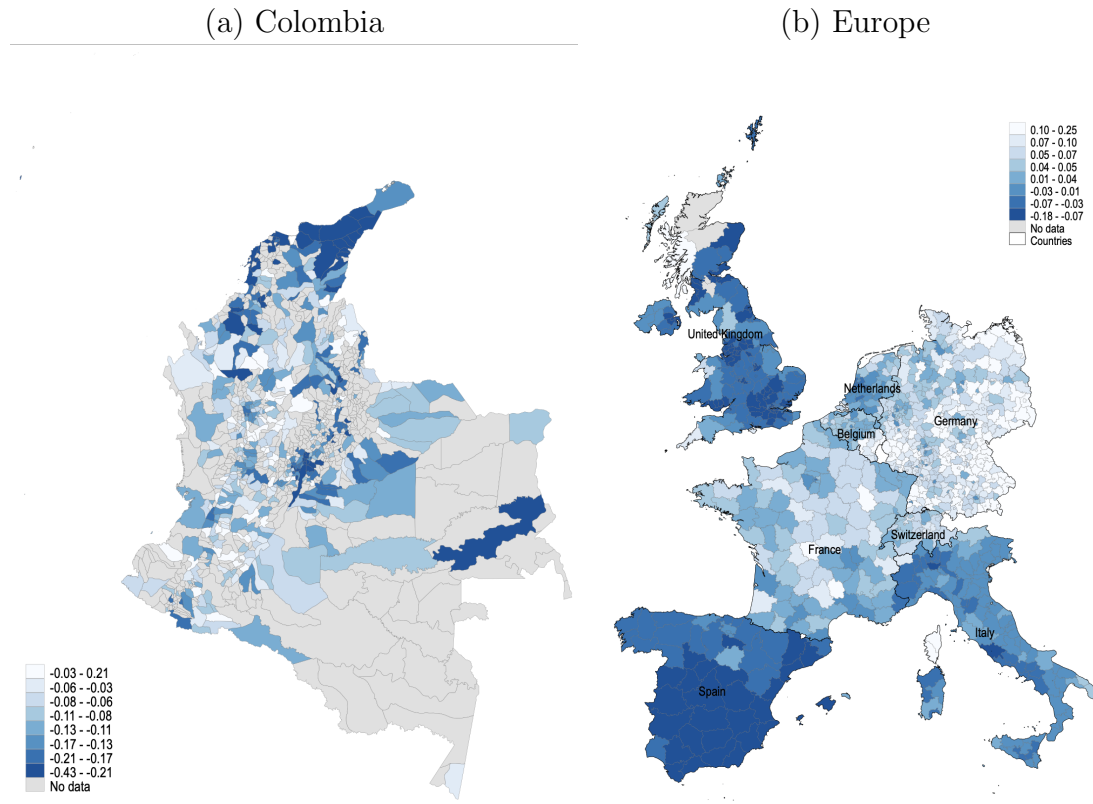 (a) Colombia
(b) Europe
0.10 - 0.25
0.07 - 0.10
0.05 - 0.07
0.04 - 0.05
0.01 - 0.04
-0.03 - 0.01
-0.07 - -0.03
-0.18 - -0.07
No data
Countries
United Kingdom
Netherlands
Belgium
Germany
Switzerland
France
Italy
Spain
-0.03 - 0.21
-0.06 - -0.03
-0.08 - -0.06
-0.11 - -0.08
-0.13 - -0.11
-0.17 - -0.13
-0.21 - -0.17
-0.43 - -0.21
No data